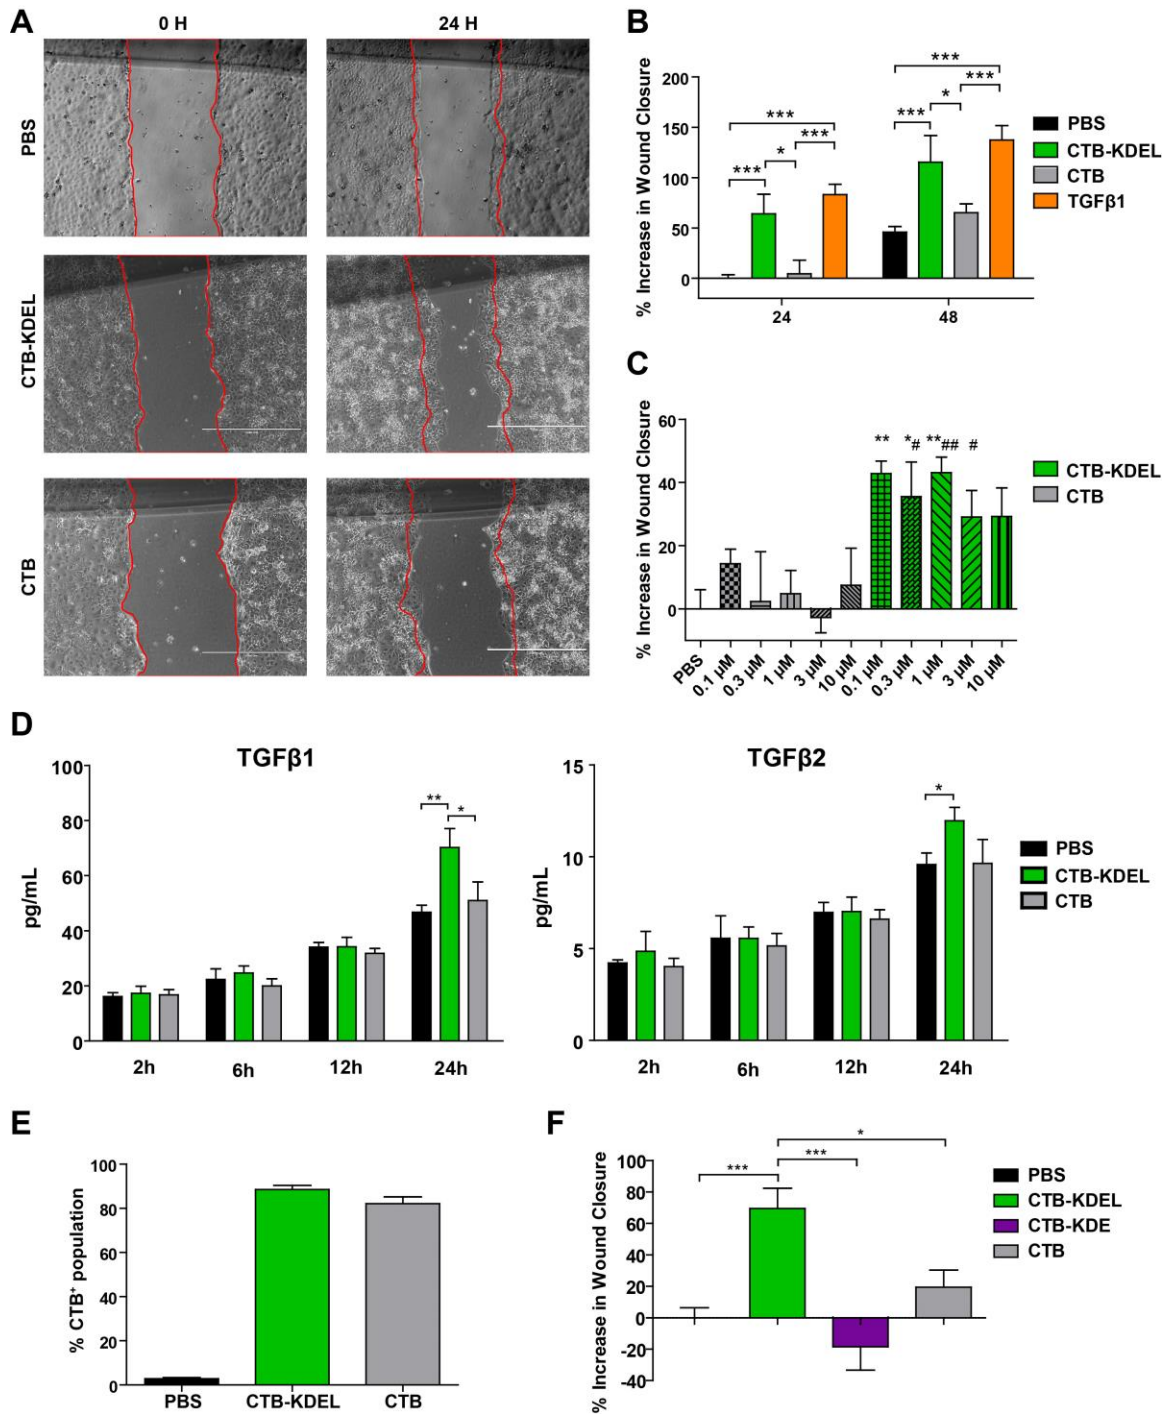 A
0 H
24 H
PBS
CTB-KDEL
CTB
B
% Increase in Wound Closure
200
150
100
50
0
***
*
***
***
***
*
***
***
24
48
PBS
CTB-KDEL
CTB
TGFβ1
C
% Increase in Wound Closure
60
40
20
0
** *# **## #
PBS 0.1 µM 0.3 µM 1 µM 3 µM 10 µM 0.1 µM 0.3 µM 1 µM 3 µM 10 µM
CTB-KDEL
CTB
D
TGFβ1
pg/mL
100
80
60
40
20
0
** *
2h 6h 12h 24h
TGFβ2
pg/mL
15
10
5
0
*
2h 6h 12h 24h
PBS
CTB-KDEL
CTB
E
% CTB⁺ population
100
80
60
40
20
0
PBS CTB-KDEL CTB
F
% Increase in Wound Closure
100
80
60
40
20
0
-20
-40
*
*** ***
PBS
CTB-KDEL
CTB-KDE
CTB